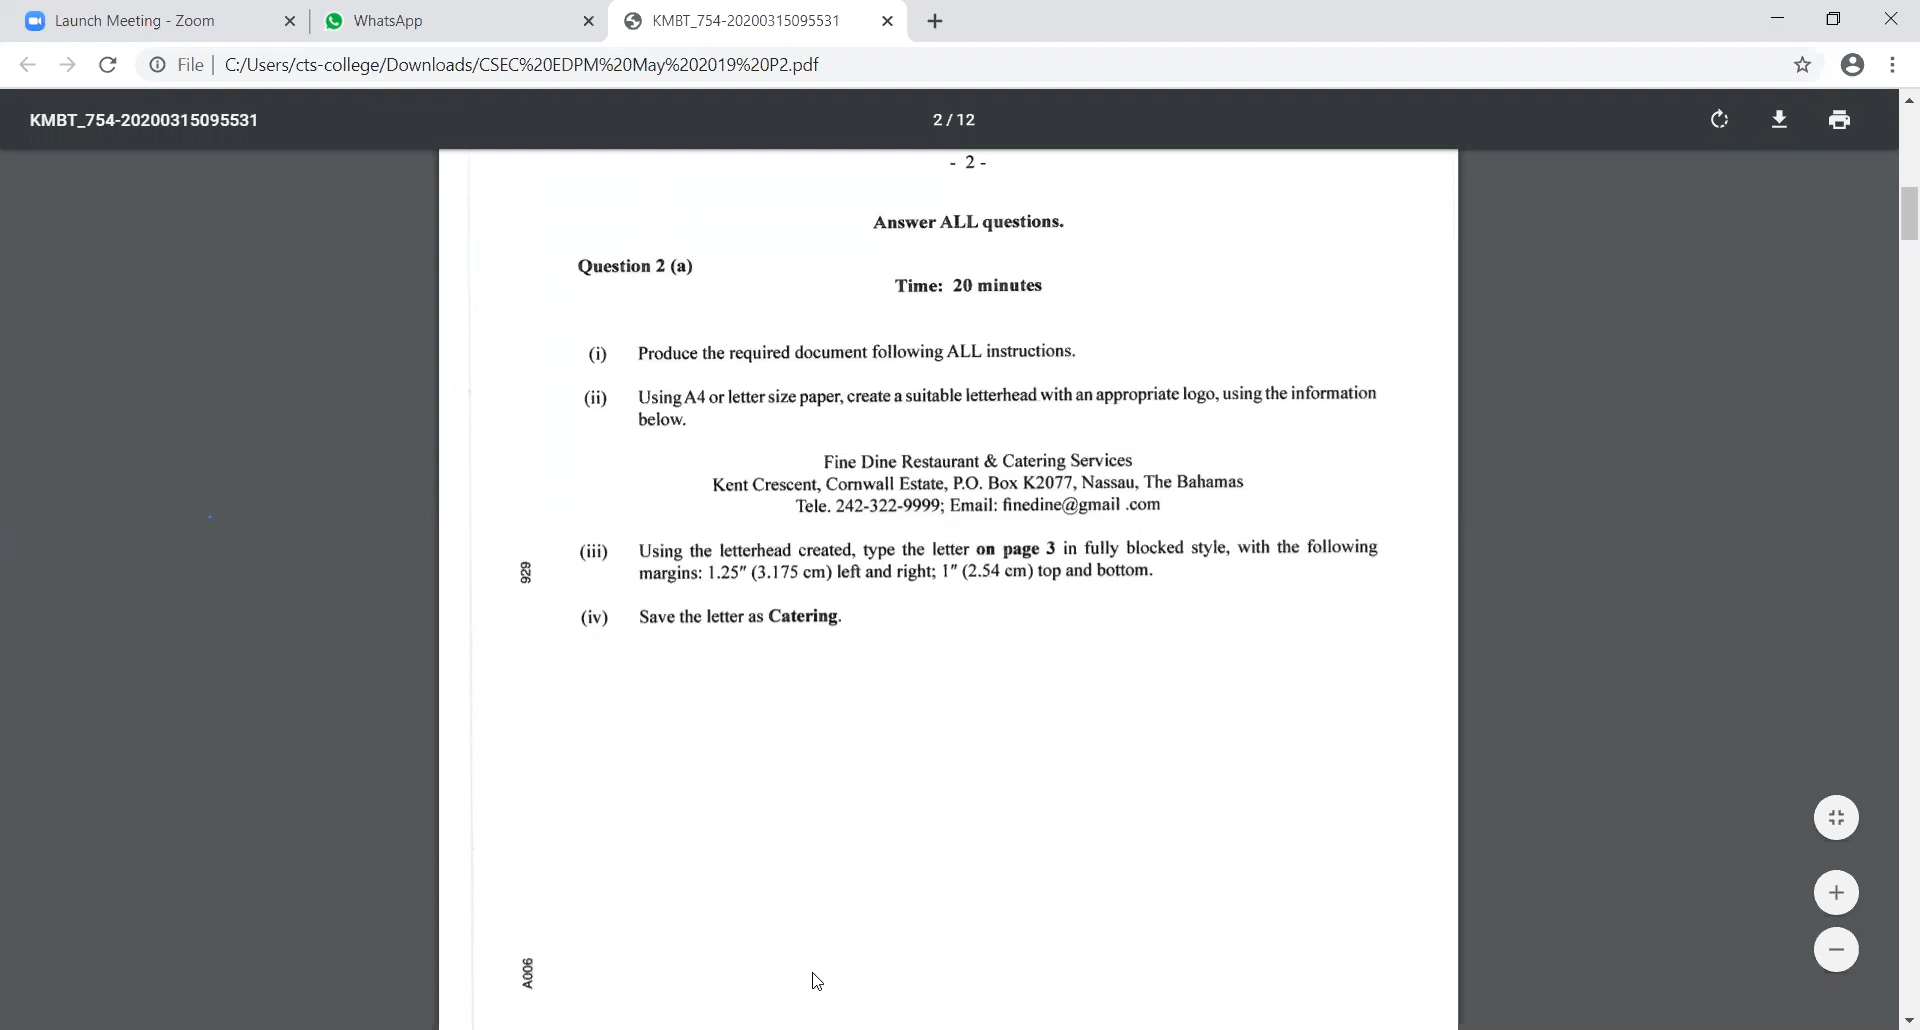 Launch Meeting - Zoom
WhatsApp
KMBT_754-20200315095531
File
C:/Users/cts-college/Downloads/CSEC%20EDPM%20May%202019%20P2.pdf
KMBT_754-20200315095531
2 / 12
- 2 -
Answer ALL questions.
Question 2 (a)
Time: 20 minutes
(i) Produce the required document following ALL instructions.
(ii) Using A4 or letter size paper, create a suitable letterhead with an appropriate logo, using the information
below.
Fine Dine Restaurant & Catering Services
Kent Crescent, Cornwall Estate, P.O. Box K2077, Nassau, The Bahamas
Tele. 242-322-9999; Email: finedine@gmail .com
(iii) Using the letterhead created, type the letter on page 3 in fully blocked style, with the following
margins: 1.25″ (3.175 cm) left and right; 1″ (2.54 cm) top and bottom.
(iv) Save the letter as Catering.
929
A006